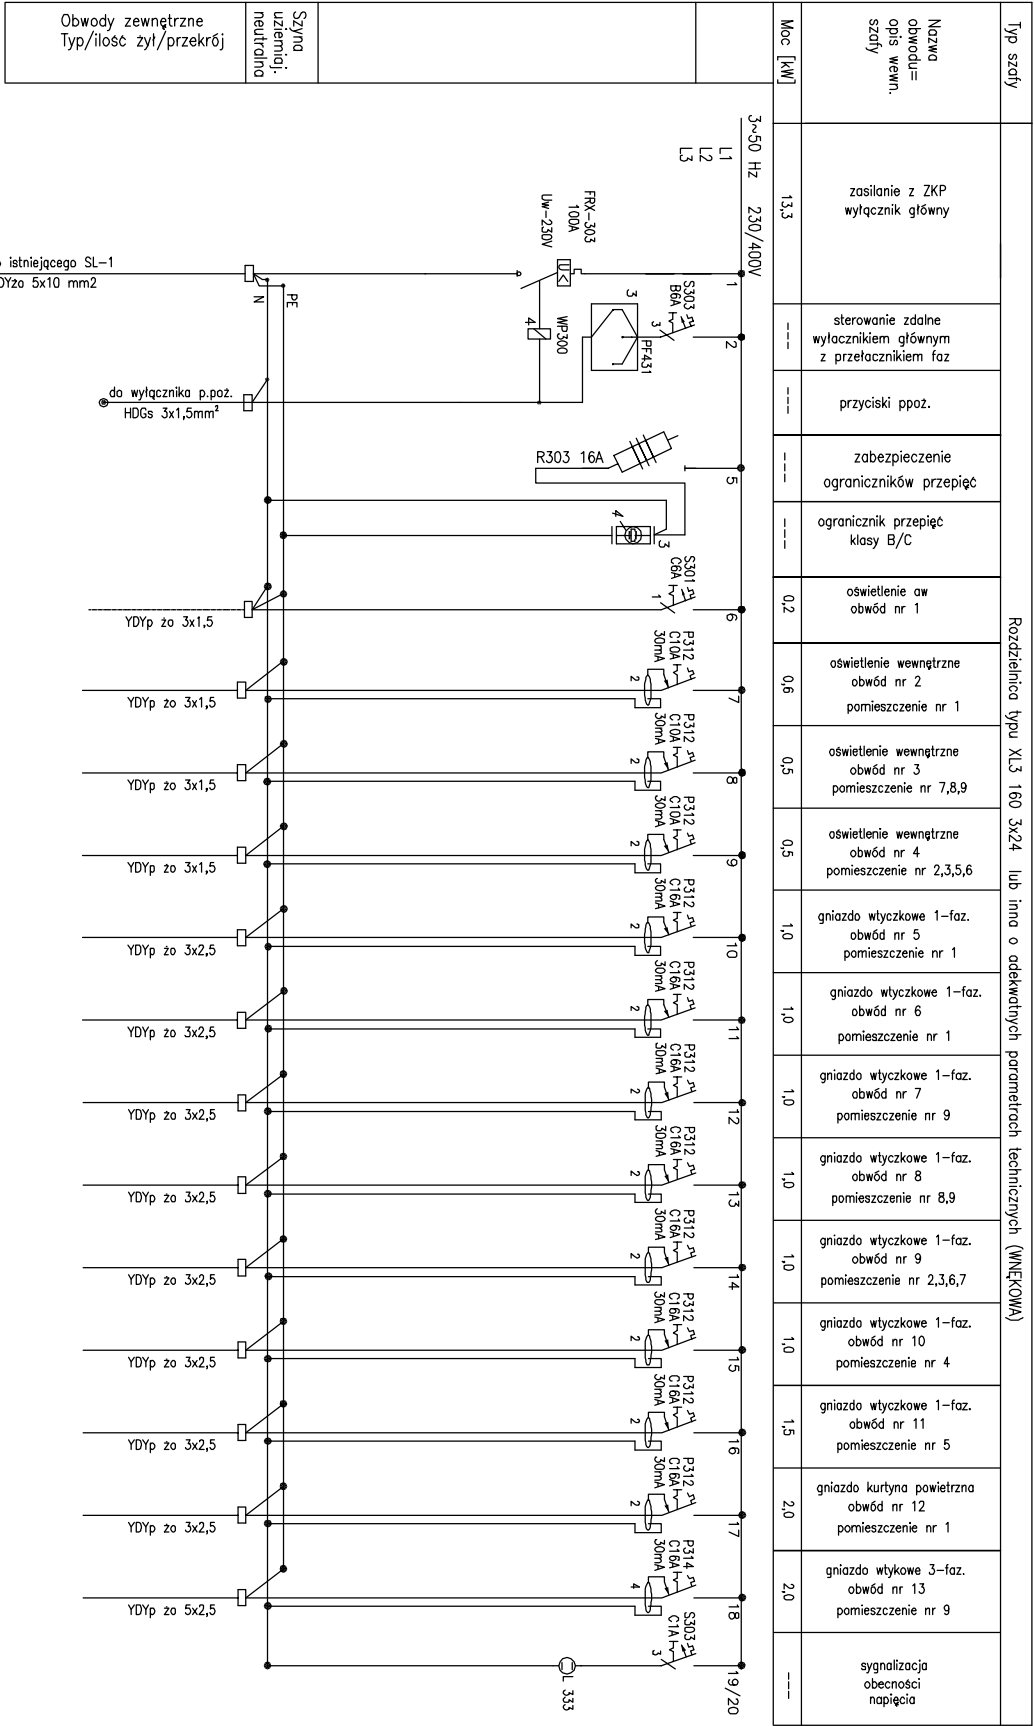 Typ szafy
Rozdzielnica typu XL3 160 3x24 lub inna o adekwatnych parametrach technicznych (WNĘKOWA)
Nazwa
obwodu=
opis wewn.
szafy
Moc [kW]
Szyna
uziemiaj.
neutralna
Obwody zewnętrzne
Typ/ilość żył/przekrój
zasilanie z ZKP
wyłącznik główny
13,3
sterowanie zdalne
wyłacznikiem głównym
z przełacznikiem faz
---
przyciski ppoż.
---
zabezpieczenie
ograniczników przepięć
---
ogranicznik przepięć
klasy B/C
---
oświetlenie aw
obwód nr 1
0,2
oświetlenie wewnętrzne
obwód nr 2
pomieszczenie nr 1
0,6
oświetlenie wewnętrzne
obwód nr 3
pomieszczenie nr 7,8,9
0,5
oświetlenie wewnętrzne
obwód nr 4
pomieszczenie nr 2,3,5,6
0,5
gniazdo wtyczkowe 1-faz.
obwód nr 5
pomieszczenie nr 1
1,0
gniazdo wtyczkowe 1-faz.
obwód nr 6
pomieszczenie nr 1
1,0
gniazdo wtyczkowe 1-faz.
obwód nr 7
pomieszczenie nr 9
1,0
gniazdo wtyczkowe 1-faz.
obwód nr 8
pomieszczenie nr 8,9
1,0
gniazdo wtyczkowe 1-faz.
obwód nr 9
pomieszczenie nr 2,3,6,7
1,0
gniazdo wtyczkowe 1-faz.
obwód nr 10
pomieszczenie nr 4
1,0
gniazdo wtyczkowe 1-faz.
obwód nr 11
pomieszczenie nr 5
1,5
gniazdo kurtyna powietrzna
obwód nr 12
pomieszczenie nr 1
2,0
gniazdo wtykowe 3-faz.
obwód nr 13
pomieszczenie nr 9
2,0
sygnalizacja
obecności
napięcia
---
3~50 Hz 230/400V
L1
L2
L3
1
FRX-303
100A
Uw-230V
U<
istniejącego SL-1
5x10 mm2
N
PE
2
S303
B6A
3
3
PF431
WP300
4
do wyłącznika p.poż.
HDGs 3x1,5mm²
5
R303 16A
4
3
6
S301
C6A
1
YDYp żo 3x1,5
7
P312
C10A
30mA
2
YDYp żo 3x1,5
8
P312
C10A
30mA
2
YDYp żo 3x1,5
9
P312
C10A
30mA
2
YDYp żo 3x1,5
10
P312
C16A
30mA
2
YDYp żo 3x2,5
11
P312
C16A
30mA
2
YDYp żo 3x2,5
12
P312
C16A
30mA
2
YDYp żo 3x2,5
13
P312
C16A
30mA
2
YDYp żo 3x2,5
14
P312
C16A
30mA
2
YDYp żo 3x2,5
15
P312
C16A
30mA
2
YDYp żo 3x2,5
16
P312
C16A
30mA
2
YDYp żo 3x2,5
17
P312
C16A
30mA
2
YDYp żo 3x2,5
18
P314
C16A
30mA
4
YDYp żo 5x2,5
19/20
S303
C1A
3
L 333